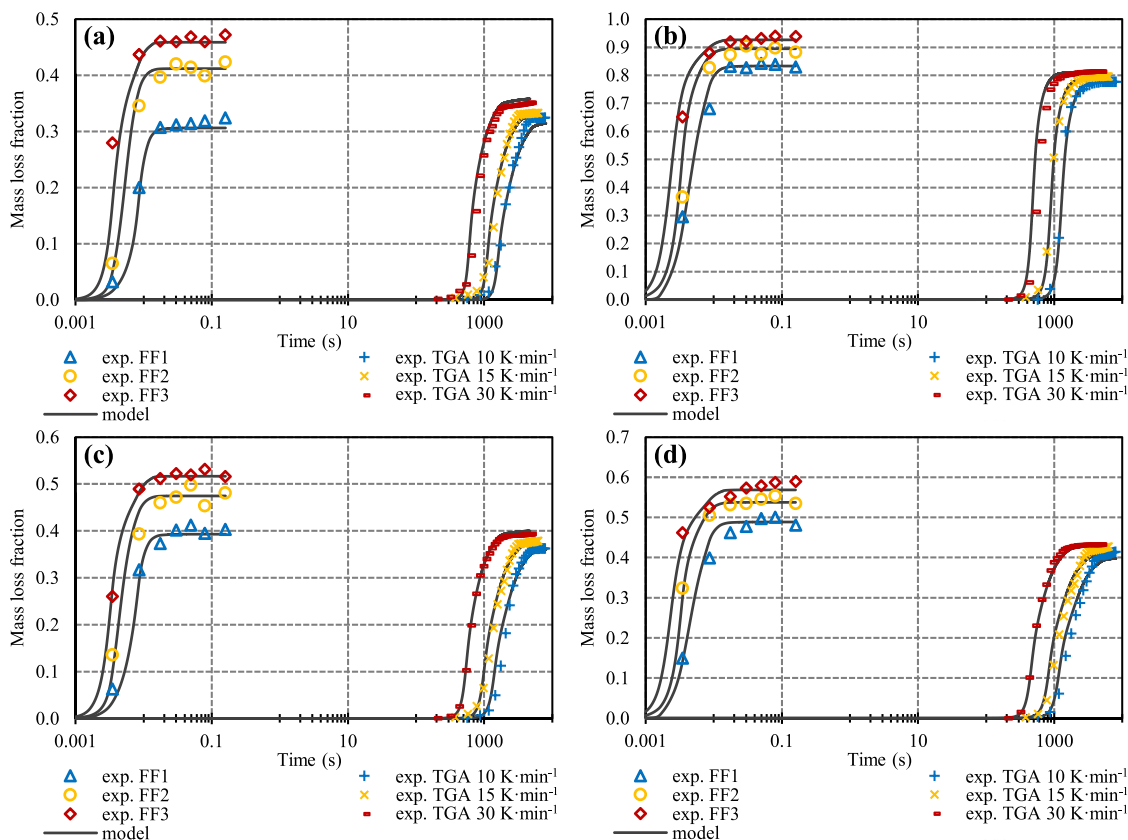 (a)
Mass loss fraction
0.5
0.4
0.3
0.2
0.1
0.0
0.001
0.1
10
1000
Time (s)
exp. FF1
exp. FF2
exp. FF3
model
exp. TGA 10 K·min⁻¹
exp. TGA 15 K·min⁻¹
exp. TGA 30 K·min⁻¹
(b)
Mass loss fraction
1.0
0.9
0.8
0.7
0.6
0.5
0.4
0.3
0.2
0.1
0.0
0.001
0.1
10
1000
Time (s)
exp. FF1
exp. FF2
exp. FF3
model
exp. TGA 10 K·min⁻¹
exp. TGA 15 K·min⁻¹
exp. TGA 30 K·min⁻¹
(c)
Mass loss fraction
0.6
0.5
0.4
0.3
0.2
0.1
0.0
0.001
0.1
10
1000
Time (s)
exp. FF1
exp. FF2
exp. FF3
model
exp. TGA 10 K·min⁻¹
exp. TGA 15 K·min⁻¹
exp. TGA 30 K·min⁻¹
(d)
Mass loss fraction
0.7
0.6
0.5
0.4
0.3
0.2
0.1
0.0
0.001
0.1
10
1000
Time (s)
exp. FF1
exp. FF2
exp. FF3
model
exp. TGA 10 K·min⁻¹
exp. TGA 15 K·min⁻¹
exp. TGA 30 K·min⁻¹